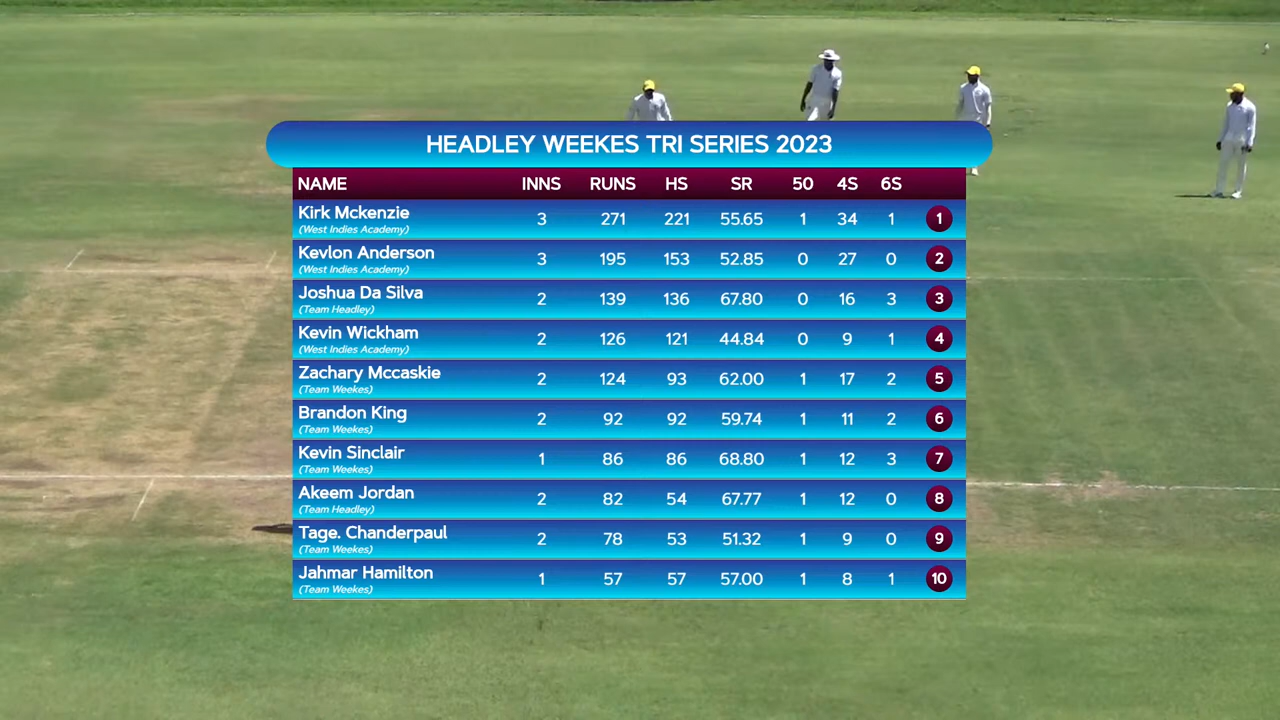 HEADLEY WEEKES TRI SERIES 2023
NAME INNS RUNS HS SR 50 4S 6S
Kirk Mckenzie 3 271 221 55.65 1 34 1 1
(West Indies Academy)
Kevlon Anderson 3 195 153 52.85 0 27 0 2
(West Indies Academy)
Joshua Da Silva 2 139 136 67.80 0 16 3 3
(Team Headley)
Kevin Wickham 2 126 121 44.84 0 9 1 4
(West Indies Academy)
Zachary Mccaskie 2 124 93 62.00 1 17 2 5
(Team Weekes)
Brandon King 2 92 92 59.74 1 11 2 6
(Team Weekes)
Kevin Sinclair 1 86 86 68.80 1 12 3 7
(Team Weekes)
Akeem Jordan 2 82 54 67.77 1 12 0 8
(Team Headley)
Tage. Chanderpaul 2 78 53 51.32 1 9 0 9
(Team Weekes)
Jahmar Hamilton 1 57 57 57.00 1 8 1 10
(Team Weekes)